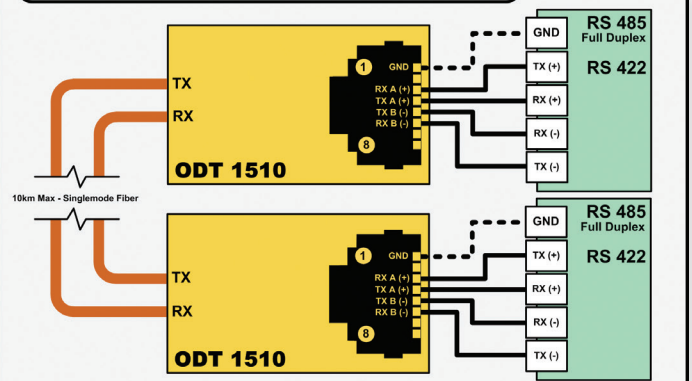 TX
RX
1
GND
RX A (+)
TX A (+)
TX B (-)
RX B (-)
8
ODT 1510
GND
TX (+)
RX (+)
RX (-)
TX (-)
RS 485
Full Duplex
RS 422
10km Max - Singlemode Fiber
TX
RX
1
GND
RX A (+)
TX A (+)
TX B (-)
RX B (-)
8
ODT 1510
GND
TX (+)
RX (+)
RX (-)
TX (-)
RS 485
Full Duplex
RS 422